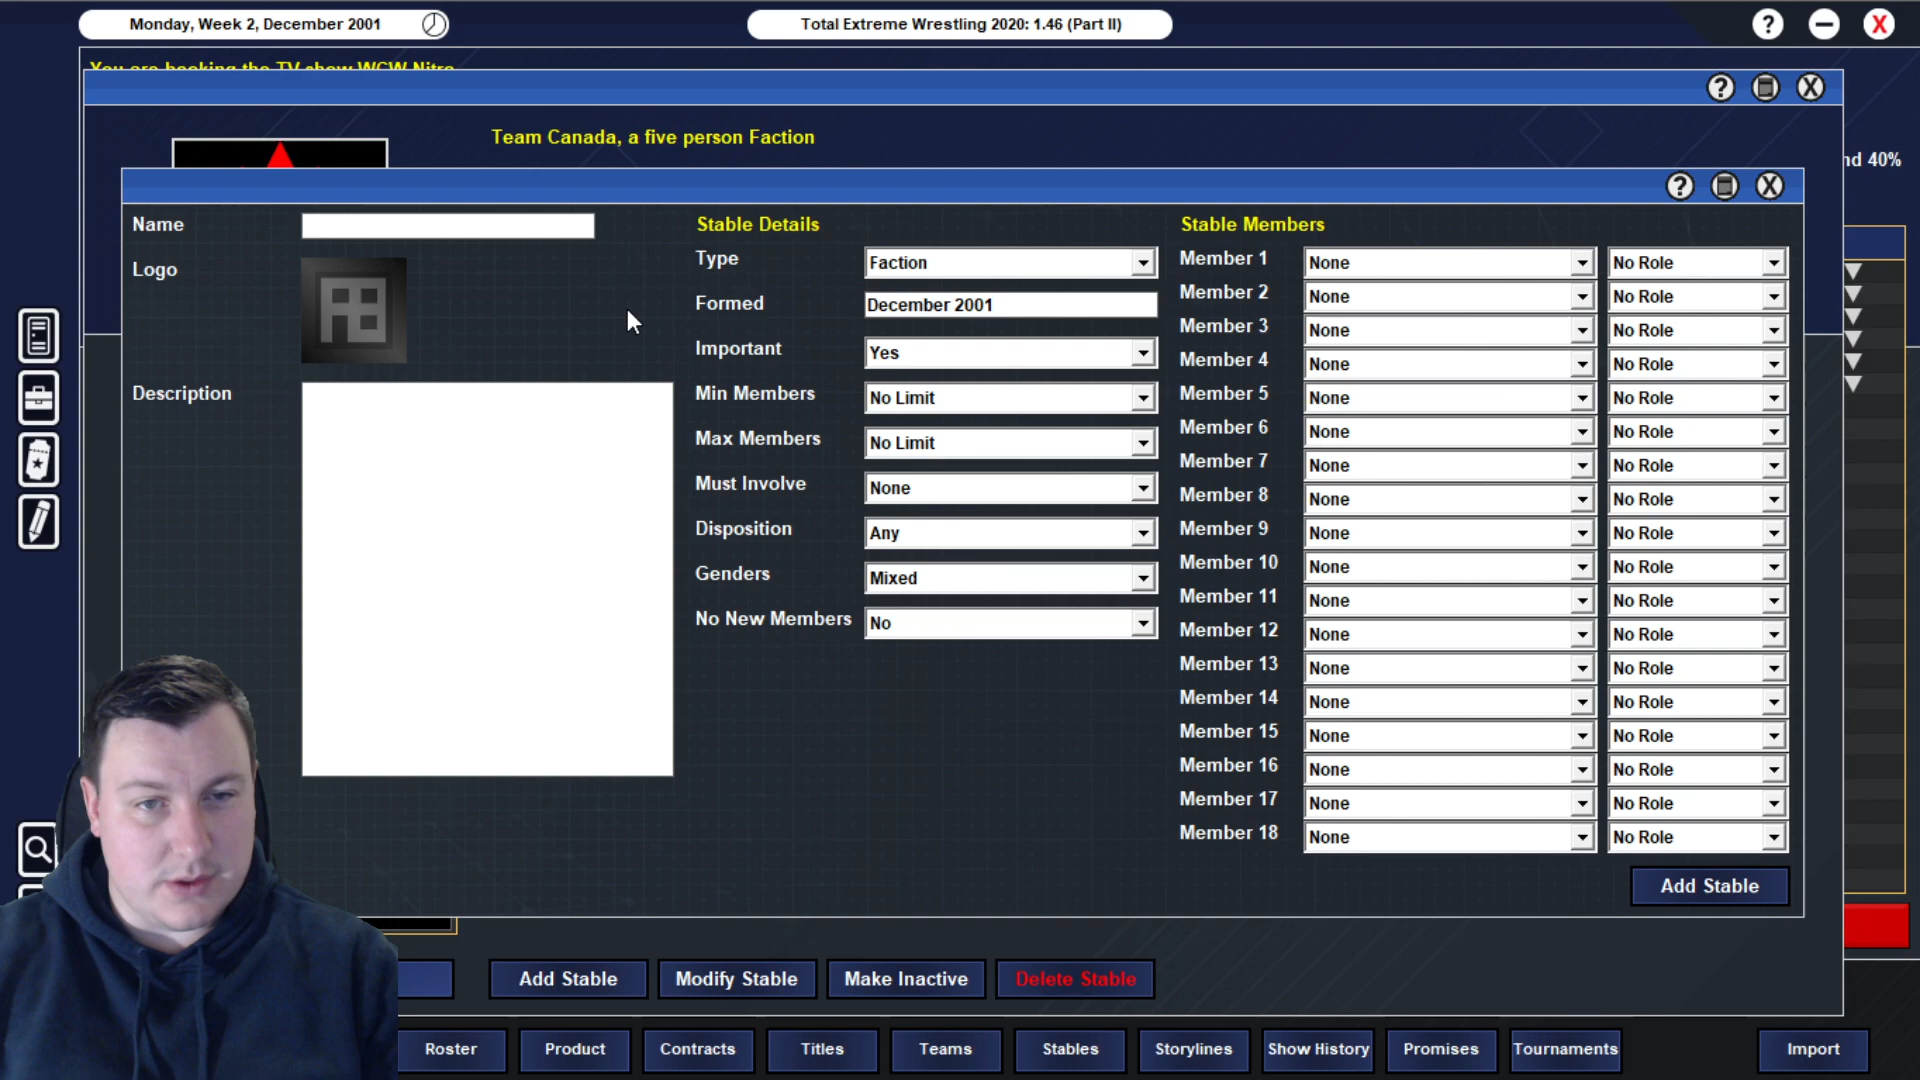 Monday, Week 2, December 2001
Total Extreme Wrestling 2020: 1.46 (Part II)
? X
You are booking the TV show WCW Nitro
? X
Team Canada, a five person Faction
nd 40%
? X
Name
Logo
Description
Stable Details
Type Faction
Formed December 2001
Important Yes
Min Members No Limit
Max Members No Limit
Must Involve None
Disposition Any
Genders Mixed
No New Members No
Stable Members
Member 1 None No Role
Member 2 None No Role
Member 3 None No Role
Member 4 None No Role
Member 5 None No Role
Member 6 None No Role
Member 7 None No Role
Member 8 None No Role
Member 9 None No Role
Member 10 None No Role
Member 11 None No Role
Member 12 None No Role
Member 13 None No Role
Member 14 None No Role
Member 15 None No Role
Member 16 None No Role
Member 17 None No Role
Member 18 None No Role
Add Stable
Add Stable Modify Stable Make Inactive Delete Stable
Roster Product Contracts Titles Teams Stables Storylines Show History Promises Tournaments Import